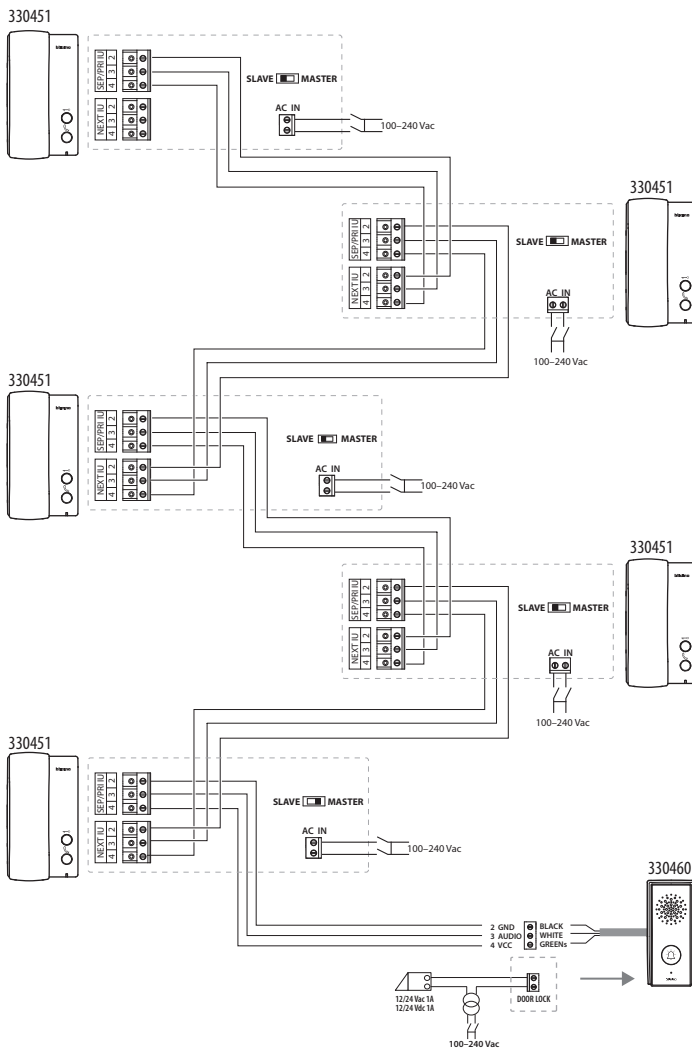 330451
SEP/PRI IU
2
3
4
NEXT IU
2
3
4
SLAVE MASTER
AC IN
100–240 Vac
330451
SEP/PRI IU
2
3
4
NEXT IU
2
3
4
SLAVE MASTER
AC IN
100–240 Vac
330451
SEP/PRI IU
2
3
4
NEXT IU
2
3
4
SLAVE MASTER
AC IN
100–240 Vac
330451
SEP/PRI IU
2
3
4
NEXT IU
2
3
4
SLAVE MASTER
AC IN
100–240 Vac
330451
SEP/PRI IU
2
3
4
NEXT IU
2
3
4
SLAVE MASTER
AC IN
100–240 Vac
330460
2 GND BLACK
3 AUDIO WHITE
4 VCC GREENs
12/24 Vac 1A
12/24 Vdc 1A
DOOR LOCK
100–240 Vac